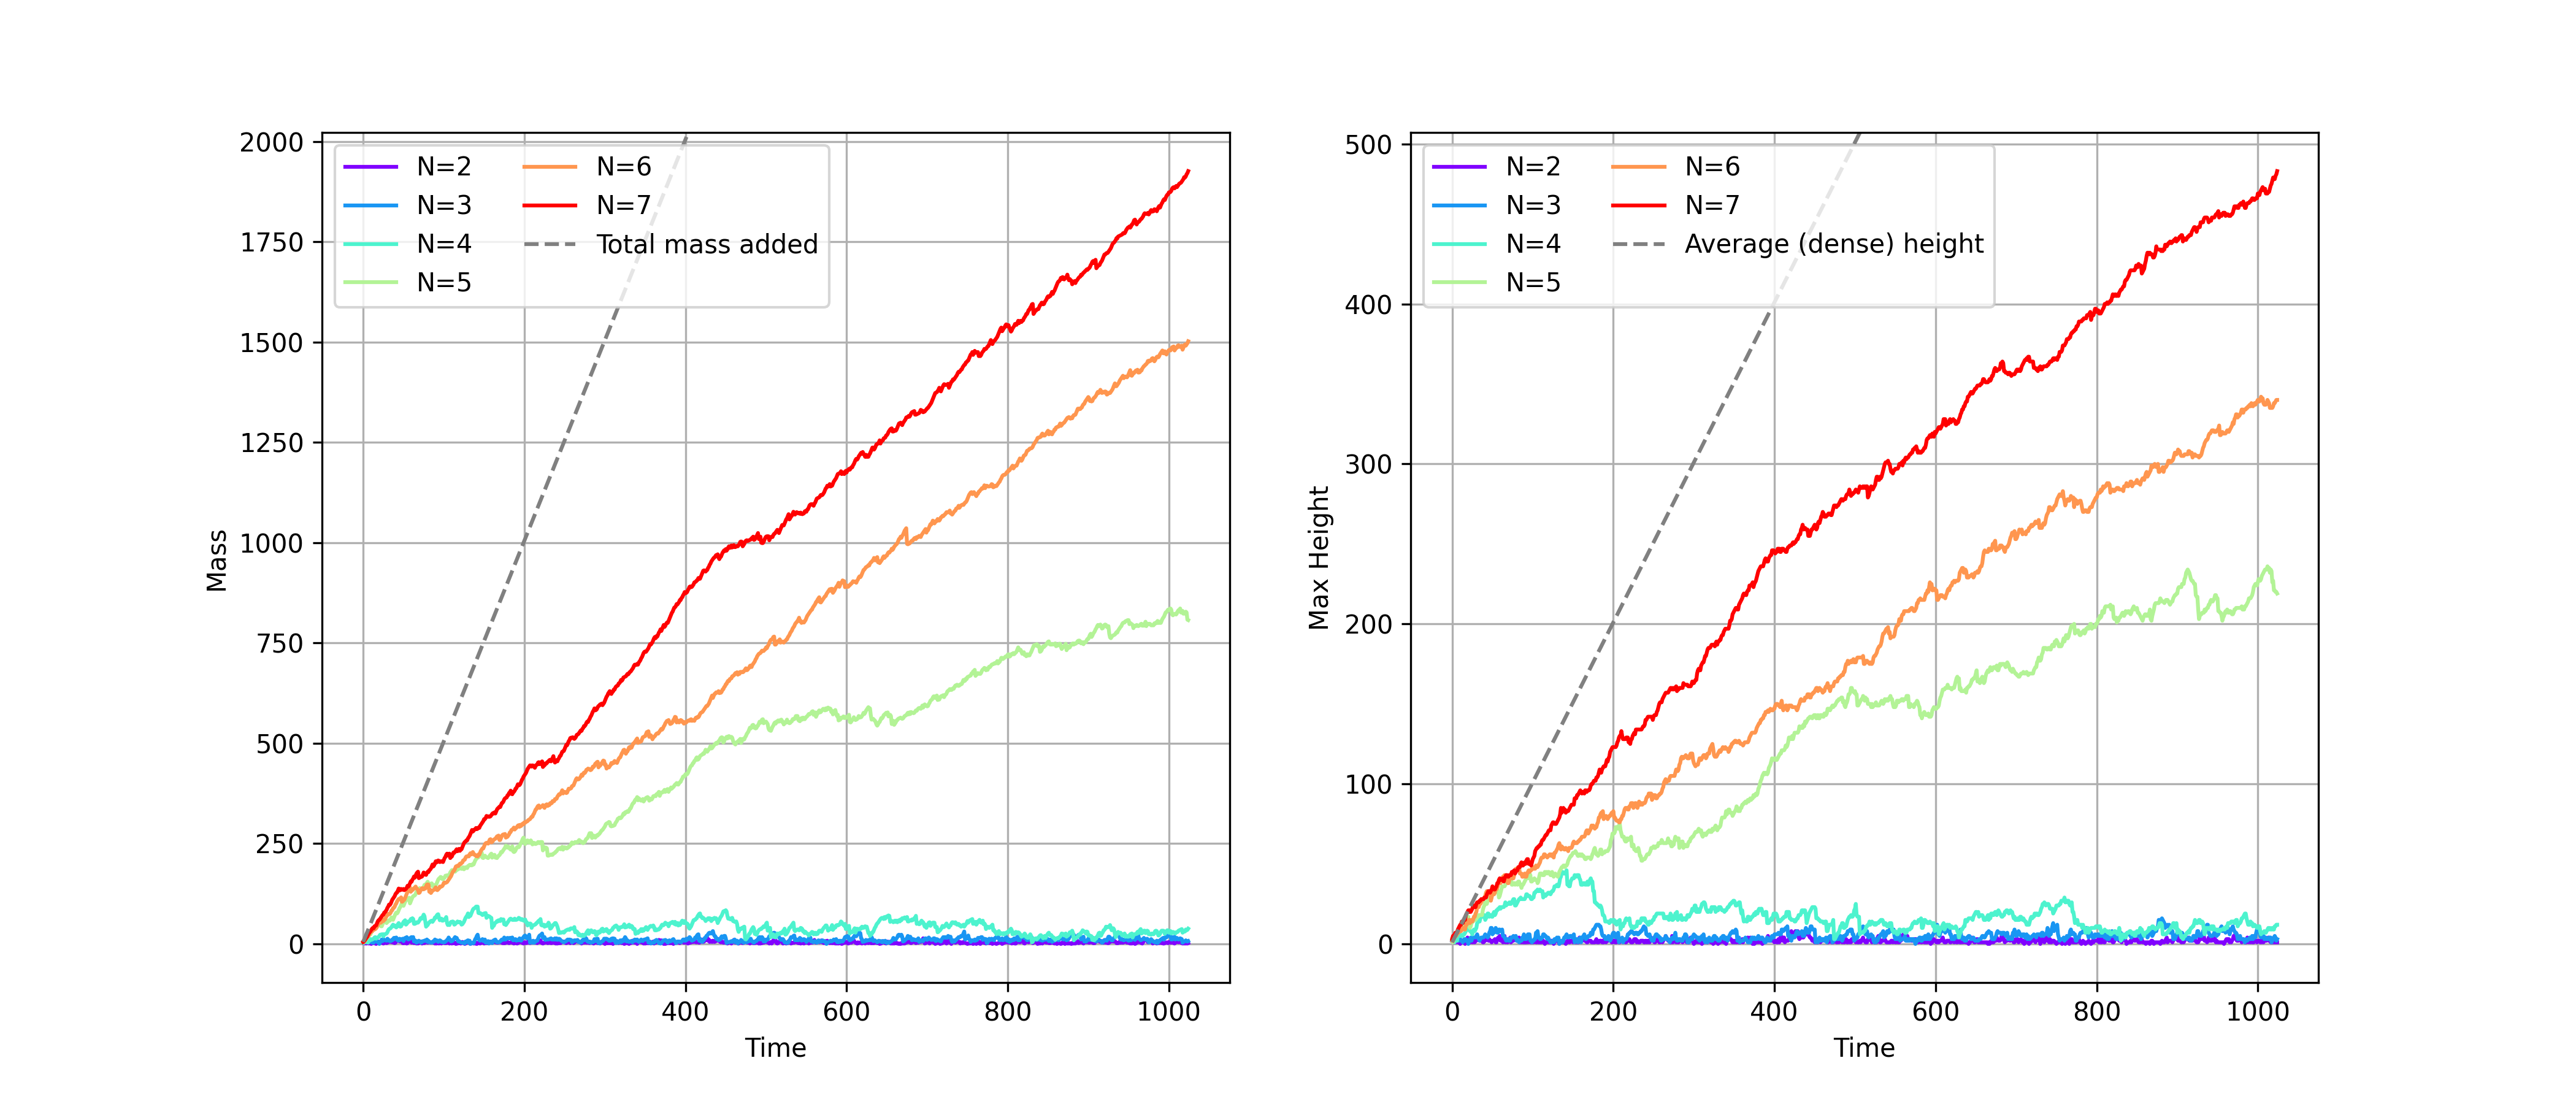 2000
1750
1500
1250
1000
750
500
250
0
Mass
N=2
N=3
N=4
N=5
N=6
N=7
Total mass added
0 200 400 600 800 1000
Time
500
400
300
200
100
0
Max Height
N=2
N=3
N=4
N=5
N=6
N=7
Average (dense) height
0 200 400 600 800 1000
Time